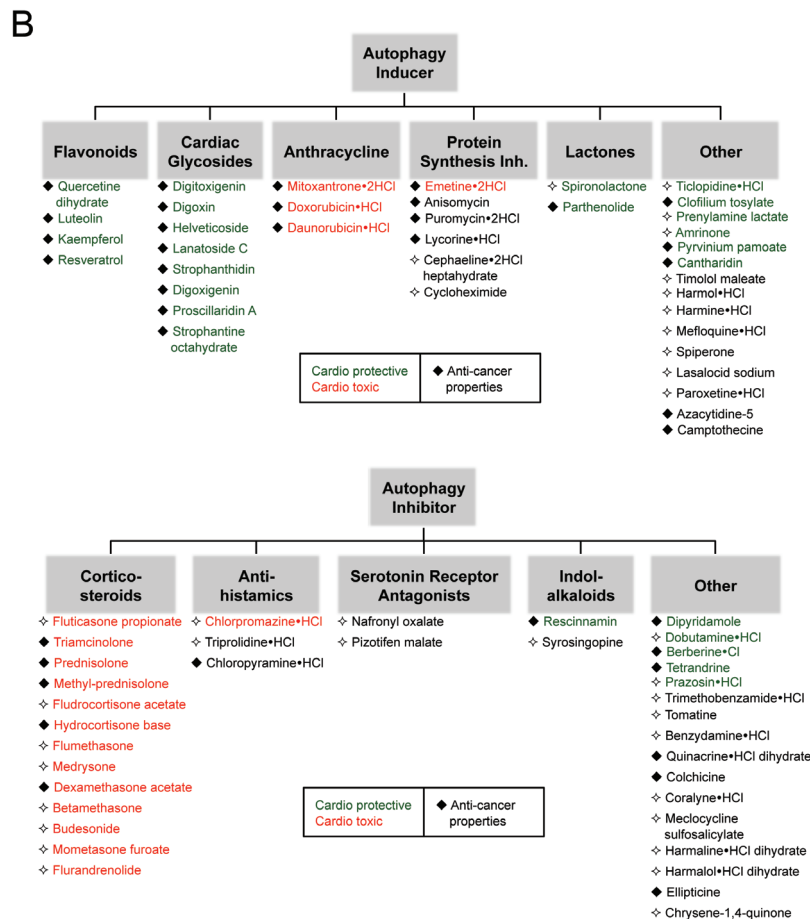 B
Autophagy
Inducer
Flavonoids
◆ Quercetine
dihydrate
◆ Luteolin
◆ Kaempferol
◆ Resveratrol
Cardiac
Glycosides
◆ Digitoxigenin
◆ Digoxin
◆ Helveticoside
◆ Lanatoside C
◆ Strophanthidin
◆ Digoxigenin
◆ Proscillaridin A
◆ Strophantine
octahydrate
Anthracycline
◆ Mitoxantrone•2HCl
◆ Doxorubicin•HCl
◆ Daunorubicin•HCl
Protein
Synthesis Inh.
◆ Emetine•2HCl
◆ Anisomycin
◆ Puromycin•2HCl
◆ Lycorine•HCl
✧ Cephaeline•2HCl
heptahydrate
✧ Cycloheximide
Lactones
✧ Spironolactone
◆ Parthenolide
Other
✧ Ticlopidine•HCl
◆ Clofilium tosylate
✧ Prenylamine lactate
✧ Amrinone
◆ Pyrvinium pamoate
◆ Cantharidin
✧ Timolol maleate
✧ Harmol•HCl
✧ Harmine•HCl
✧ Mefloquine•HCl
✧ Spiperone
✧ Lasalocid sodium
✧ Paroxetine•HCl
◆ Azacytidine-5
◆ Camptothecine
Cardio protective
Cardio toxic
◆ Anti-cancer
properties
Autophagy
Inhibitor
Cortico-
steroids
✧ Fluticasone propionate
◆ Triamcinolone
◆ Prednisolone
◆ Methyl-prednisolone
✧ Fludrocortisone acetate
◆ Hydrocortisone base
✧ Flumethasone
✧ Medrysone
◆ Dexamethasone acetate
✧ Betamethasone
✧ Budesonide
✧ Mometasone furoate
✧ Flurandrenolide
Anti-
histamics
✧ Chlorpromazine•HCl
✧ Triprolidine•HCl
◆ Chloropyramine•HCl
Serotonin Receptor
Antagonists
✧ Nafronyl oxalate
✧ Pizotifen malate
Indol-
alkaloids
◆ Rescinnamin
✧ Syrosingopine
Other
◆ Dipyridamole
✧ Dobutamine•HCl
◆ Berberine•Cl
◆ Tetrandrine
✧ Prazosin•HCl
✧ Trimethobenzamide•HCl
✧ Tomatine
✧ Benzydamine•HCl
◆ Quinacrine•HCl dihydrate
◆ Colchicine
✧ Coralyne•HCl
✧ Meclocycline
sulfosalicylate
✧ Harmaline•HCl dihydrate
✧ Harmalol•HCl dihydrate
◆ Ellipticine
✧ Chrysene-1,4-quinone
Cardio protective
Cardio toxic
◆ Anti-cancer
properties